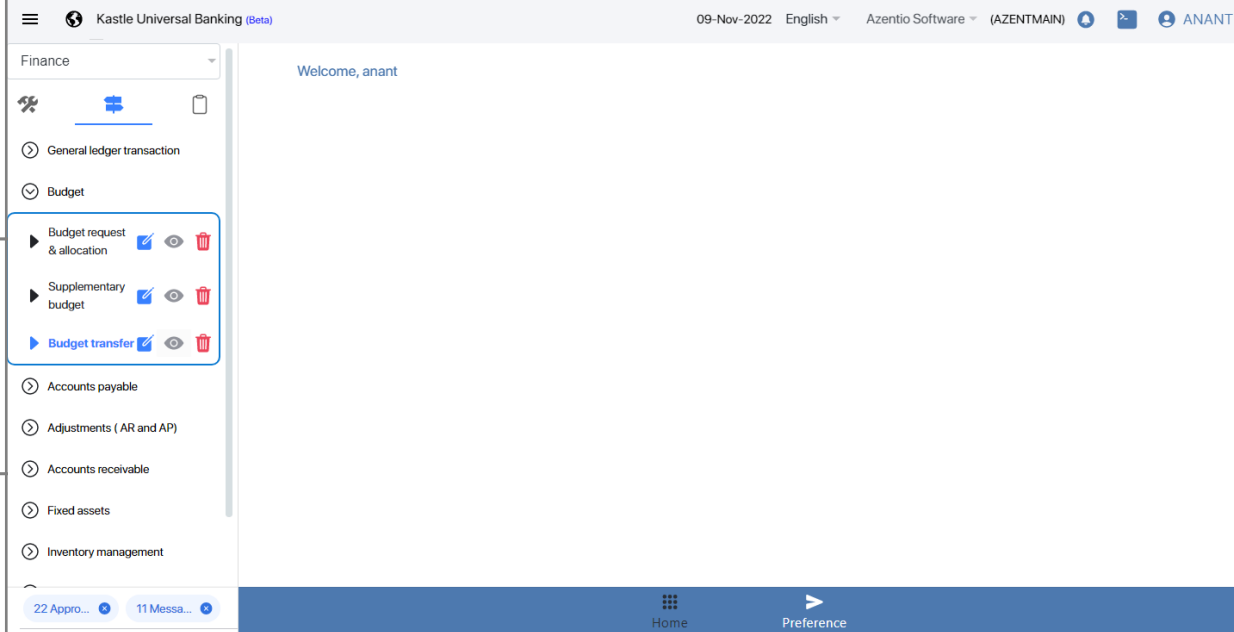 Kastle Universal Banking (Beta)
09-Nov-2022 English Azentio Software (AZENTMAIN) ANANT
Finance
Welcome, anant
General ledger transaction
Budget
Budget request
& allocation
Supplementary
budget
Budget transfer
Accounts payable
Adjustments ( AR and AP)
Accounts receivable
Fixed assets
Inventory management
22 Appro... 11 Messa...
Home
Preference